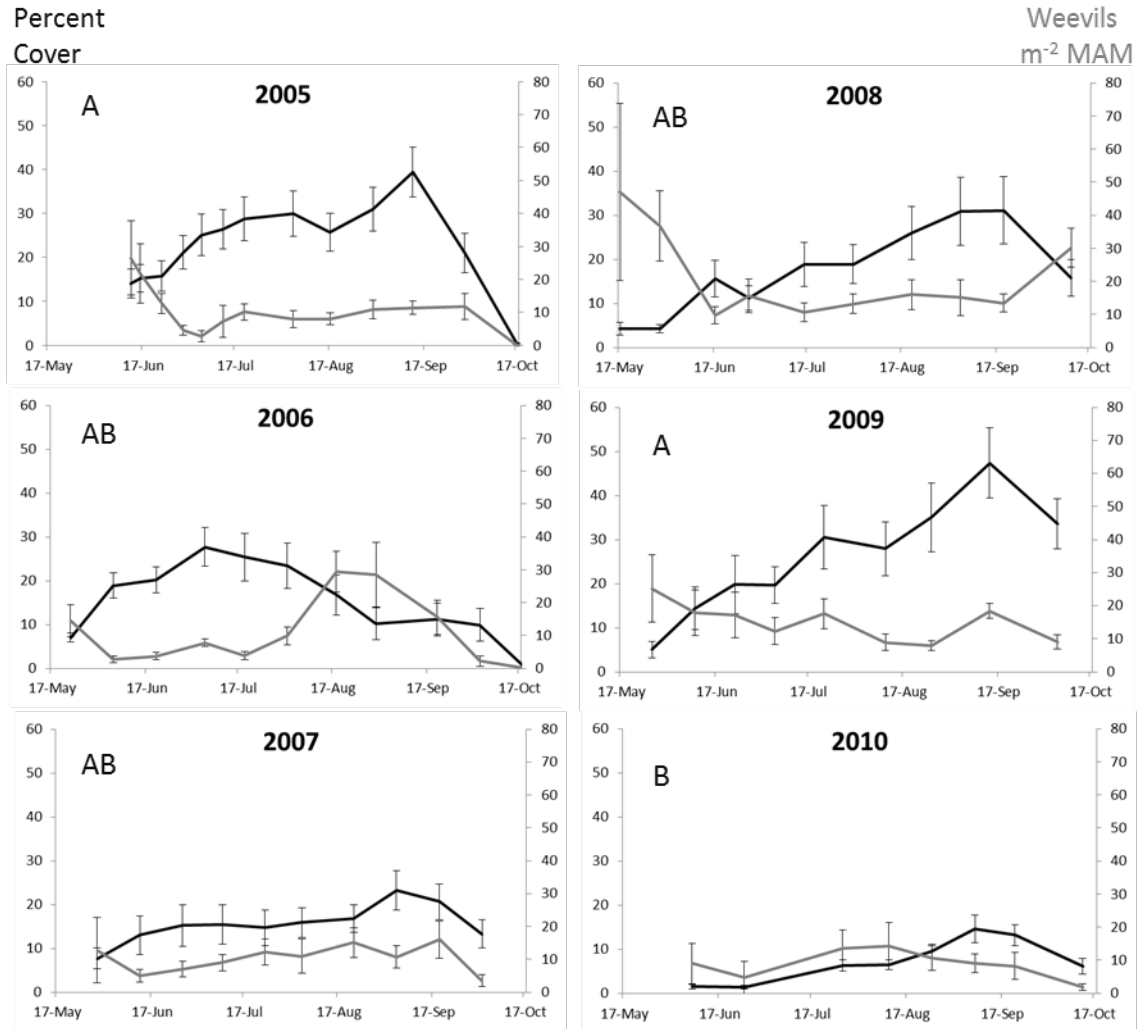 Percent
Cover
Weevils
m⁻² MAM
A
2005
60
50
40
30
20
10
0
80
70
60
50
40
30
20
10
0
17-May
17-Jun
17-Jul
17-Aug
17-Sep
17-Oct
AB
2008
60
50
40
30
20
10
0
80
70
60
50
40
30
20
10
0
17-May
17-Jun
17-Jul
17-Aug
17-Sep
17-Oct
AB
2006
60
50
40
30
20
10
0
80
70
60
50
40
30
20
10
0
17-May
17-Jun
17-Jul
17-Aug
17-Sep
17-Oct
A
2009
60
50
40
30
20
10
0
80
70
60
50
40
30
20
10
0
17-May
17-Jun
17-Jul
17-Aug
17-Sep
17-Oct
AB
2007
60
50
40
30
20
10
0
80
70
60
50
40
30
20
10
0
17-May
17-Jun
17-Jul
17-Aug
17-Sep
17-Oct
B
2010
60
50
40
30
20
10
0
80
70
60
50
40
30
20
10
0
17-May
17-Jun
17-Jul
17-Aug
17-Sep
17-Oct